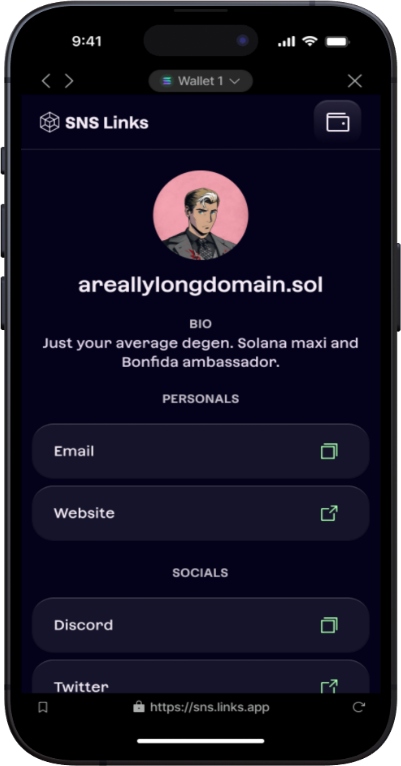 9:41
Wallet 1
SNS Links
areallylongdomain.sol
BIO
Just your average degen. Solana maxi and
Bonfida ambassador.
PERSONALS
Email
Website
SOCIALS
Discord
Twitter
https://sns.links.app